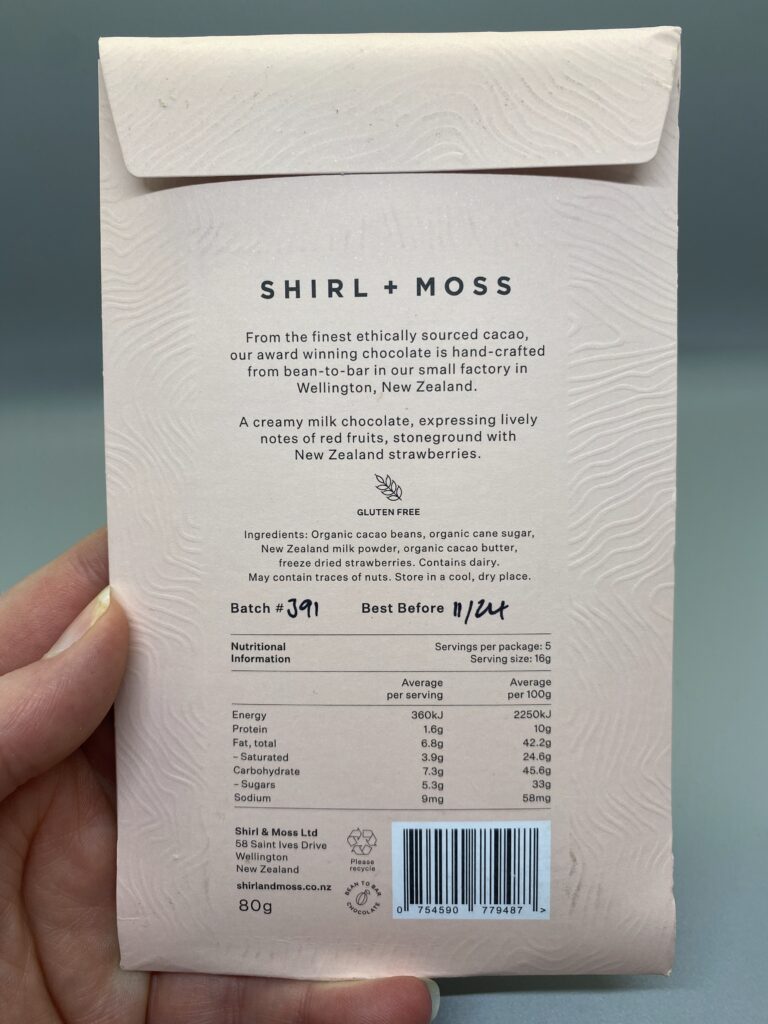 SHIRL + MOSS
From the finest ethically sourced cacao,
our award winning chocolate is hand-crafted
from bean-to-bar in our small factory in
Wellington, New Zealand.
A creamy milk chocolate, expressing lively
notes of red fruits, stoneground with
New Zealand strawberries.
GLUTEN FREE
Ingredients: Organic cacao beans, organic cane sugar,
New Zealand milk powder, organic cacao butter,
freeze dried strawberries. Contains dairy.
May contain traces of nuts. Store in a cool, dry place.
Batch # 391 Best Before 11/24
Nutritional Information
Servings per package: 5
Serving size: 16g
Average per serving Average per 100g
Energy 360kJ 2250kJ
Protein 1.6g 10g
Fat, total 6.8g 42.2g
– Saturated 3.9g 24.6g
Carbohydrate 7.3g 45.6g
– Sugars 5.3g 33g
Sodium 9mg 58mg
Shirl & Moss Ltd
58 Saint Ives Drive
Wellington
New Zealand
shirlandmoss.co.nz
80g
Please
recycle
BEAN TO BAR
CHOCOLATE
0 754590 779487 >